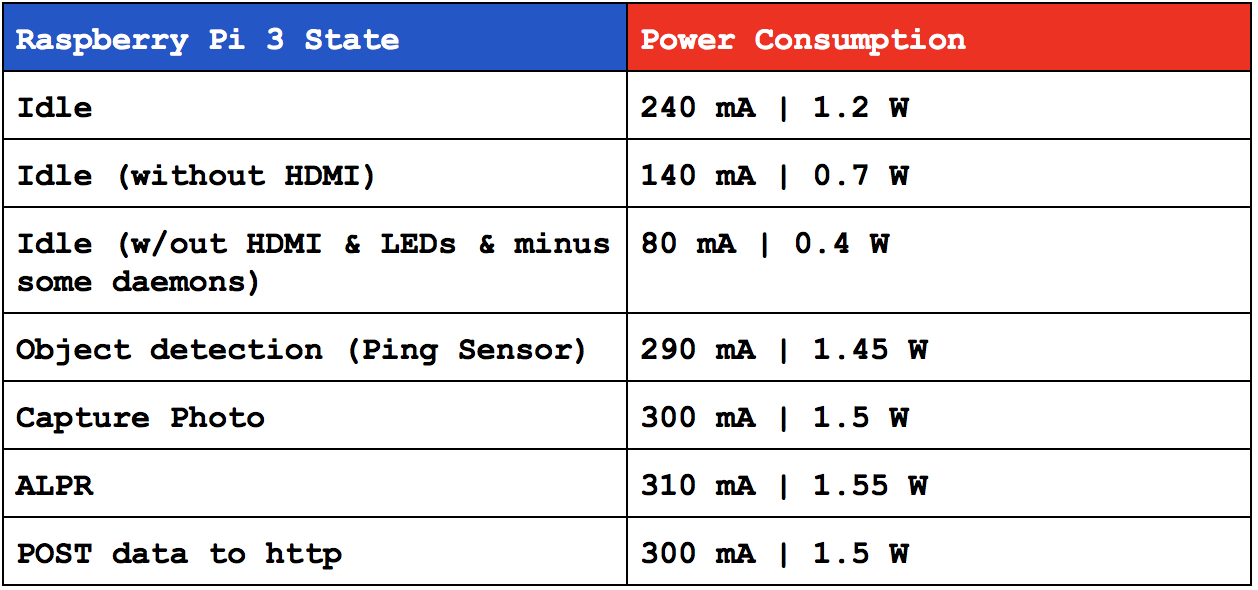 Raspberry Pi 3 State
Power Consumption
Idle
240 mA | 1.2 W
Idle (without HDMI)
140 mA | 0.7 W
Idle (w/out HDMI & LEDs & minus
some daemons)
80 mA | 0.4 W
Object detection (Ping Sensor)
290 mA | 1.45 W
Capture Photo
300 mA | 1.5 W
ALPR
310 mA | 1.55 W
POST data to http
300 mA | 1.5 W